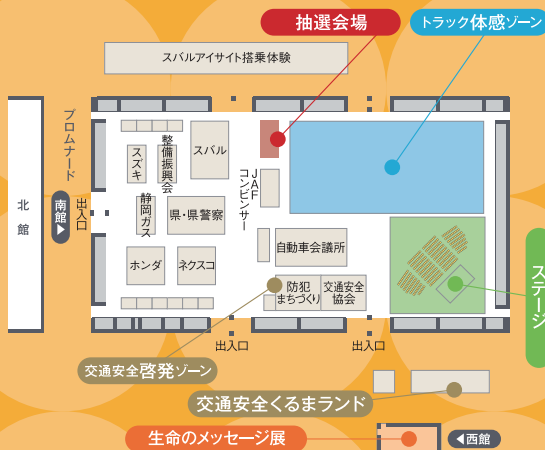 抽選会場
トラック体感ゾーン
スバルアイサイト搭乗体験
プロムナード
北館
南館▶
出入口
スズキ
整備振興会
スバル
JAF
コンビンサー
静岡ガス
県・県警察
自動車会議所
ホンダ
ネクスコ
防犯
まちづくり
交通安全
協会
ステージ
出入口
出入口
交通安全啓発ゾーン
交通安全くるまランド
生命のメッセージ展
◀西館